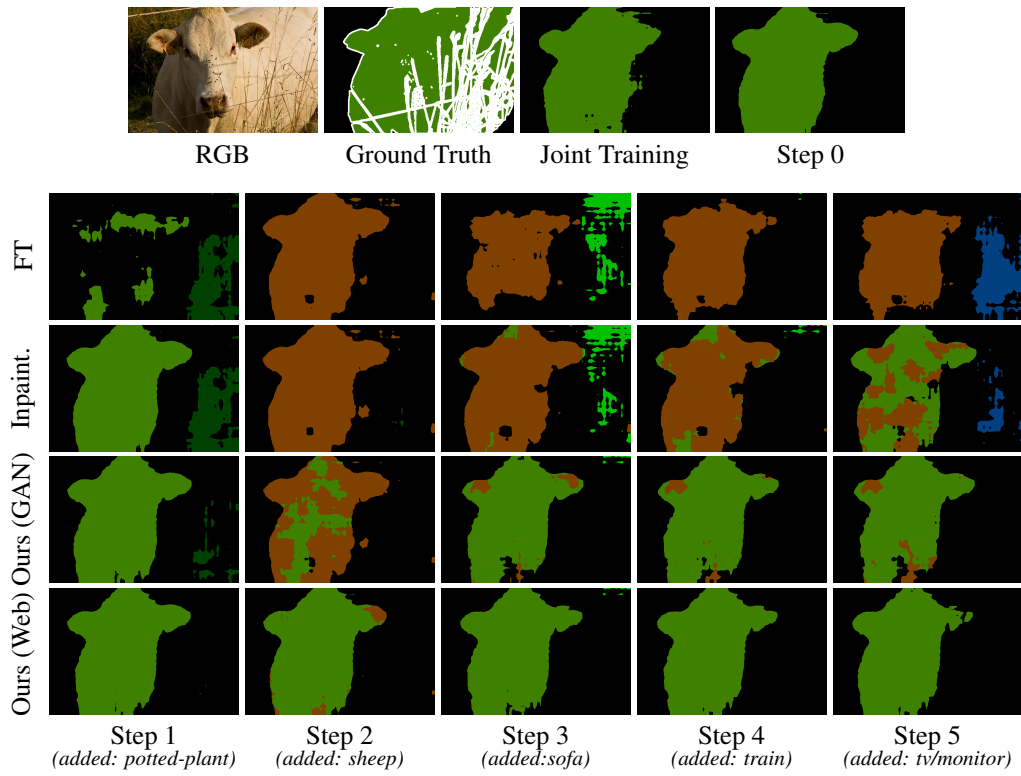 RGB
Ground Truth
Joint Training
Step 0
FT
Inpaint.
Ours (GAN)
Ours (Web)
Step 1
(added: potted-plant)
Step 2
(added: sheep)
Step 3
(added:sofa)
Step 4
(added: train)
Step 5
(added: tv/monitor)